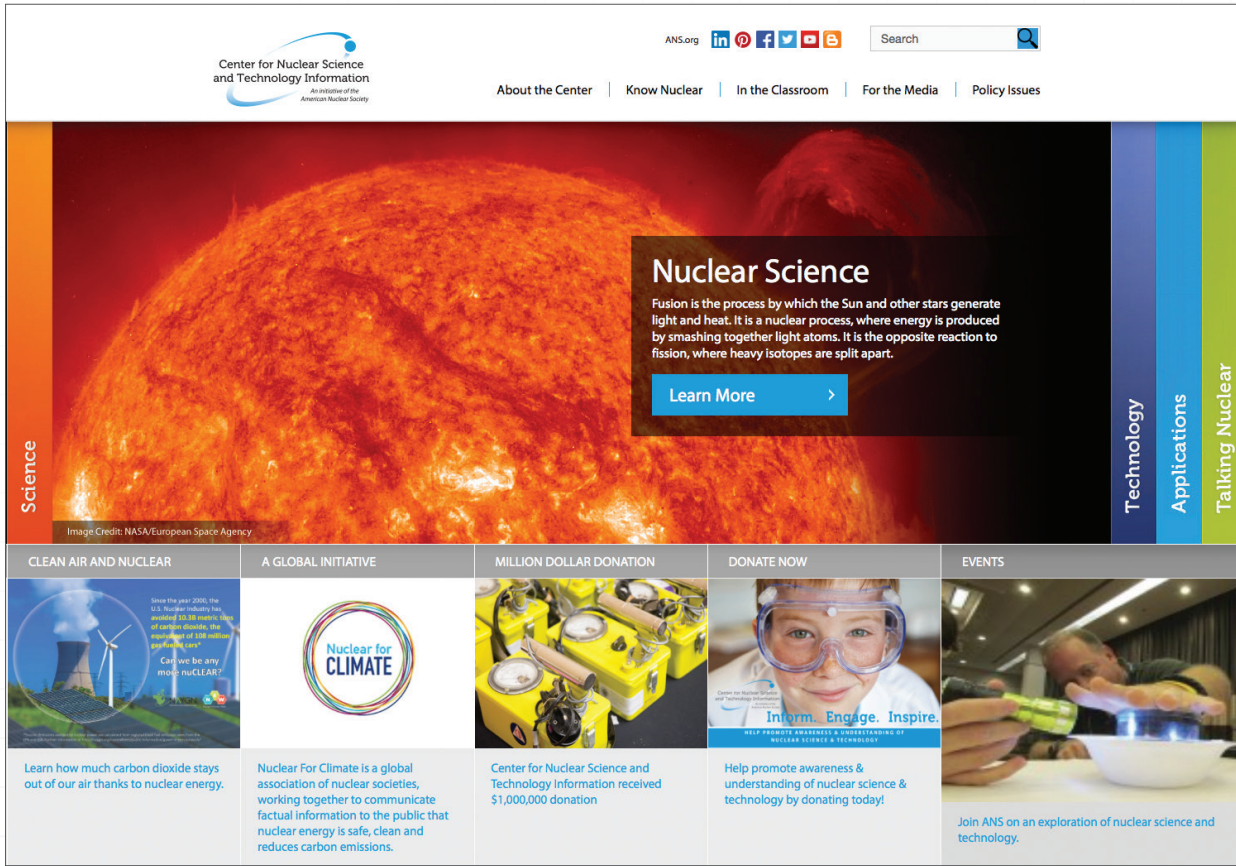 Center for Nuclear Science
and Technology Information
An initiative of the
American Nuclear Society
ANS.org
Search
About the Center
Know Nuclear
In the Classroom
For the Media
Policy Issues
Science
Nuclear Science
Fusion is the process by which the Sun and other stars generate
light and heat. It is a nuclear process, where energy is produced
by smashing together light atoms. It is the opposite reaction to
fission, where heavy isotopes are split apart.
Learn More
Image Credit: NASA/European Space Agency
Technology
Applications
Talking Nuclear
CLEAN AIR AND NUCLEAR
Since the year 2000, the
U.S. Nuclear industry has
avoided 10.38 metric tons
of carbon dioxide, the
equivalent of 108 million
gas fueled cars*
Can we be any
more nuCLEAR?
Learn how much carbon dioxide stays
out of our air thanks to nuclear energy.
A GLOBAL INITIATIVE
Nuclear for
CLIMATE
Nuclear For Climate is a global
association of nuclear societies,
working together to communicate
factual information to the public that
nuclear energy is safe, clean and
reduces carbon emissions.
MILLION DOLLAR DONATION
Center for Nuclear Science and
Technology Information received
$1,000,000 donation
DONATE NOW
Center for Nuclear Science
and Technology Information
Inform. Engage. Inspire.
HELP PROMOTE AWARENESS & UNDERSTANDING OF
NUCLEAR SCIENCE & TECHNOLOGY
Help promote awareness &
understanding of nuclear science &
technology by donating today!
EVENTS
Join ANS on an exploration of nuclear science and
technology.